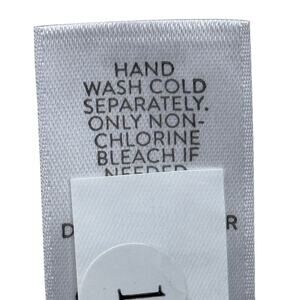 HAND
WASH COLD
SEPARATELY.
ONLY NON-
CHLORINE
BLEACH IF
NEEDED